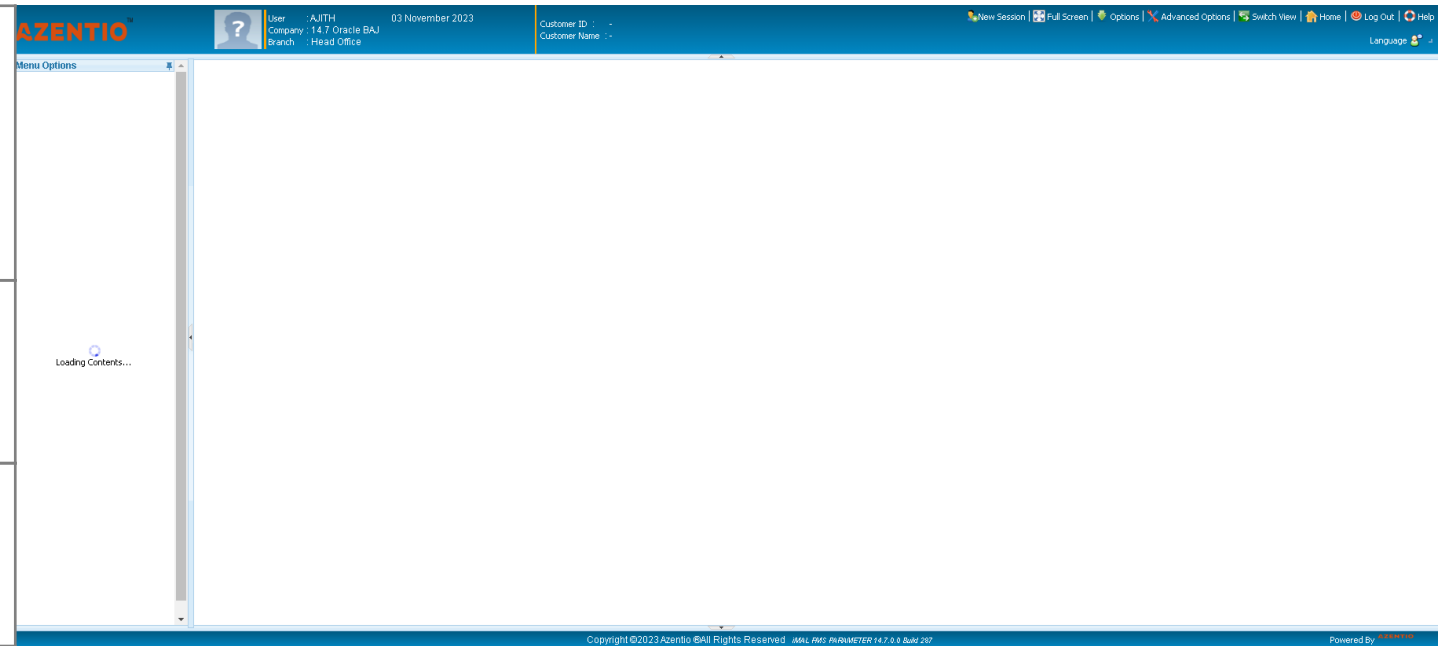 AZENTIO™
User : AJITH 03 November 2023
Company : 14.7 Oracle BAJ
Branch : Head Office
Customer ID : -
Customer Name : -
New Session | Full Screen | Options | Advanced Options | Switch View | Home | Log Out | Help
Language
Menu Options
Loading Contents...
Copyright©2023 Azentio ®All Rights Reserved IMAL FMS PARAMETER 14.7.0.0 Build 287
Powered By AZENTIO